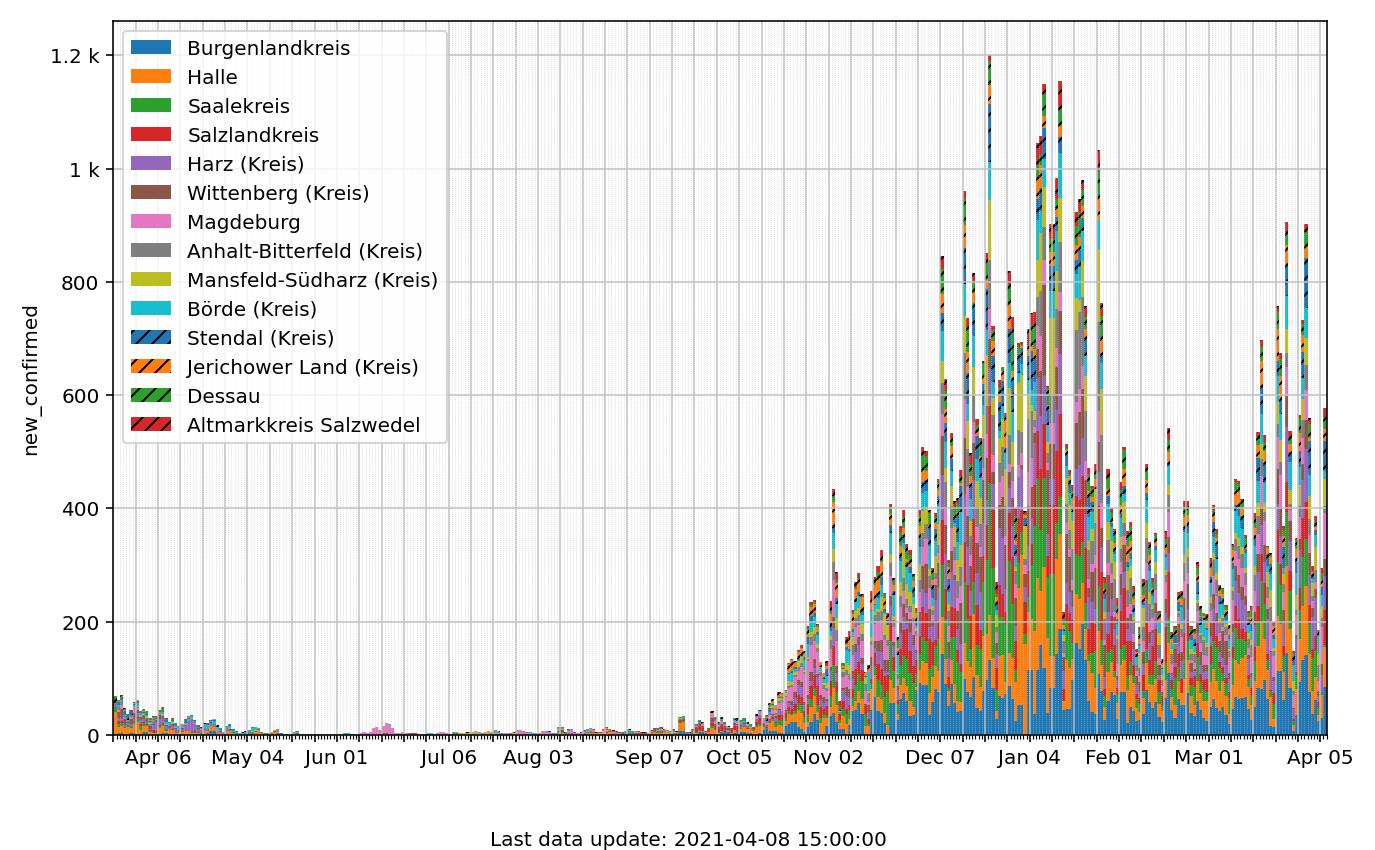 1.2 k
1 k
800
600
400
200
0
new_confirmed
Burgenlandkreis
Halle
Saalekreis
Salzlandkreis
Harz (Kreis)
Wittenberg (Kreis)
Magdeburg
Anhalt-Bitterfeld (Kreis)
Mansfeld-Südharz (Kreis)
Börde (Kreis)
Stendal (Kreis)
Jerichower Land (Kreis)
Dessau
Altmarkkreis Salzwedel
Apr 06 May 04 Jun 01 Jul 06 Aug 03 Sep 07 Oct 05 Nov 02 Dec 07 Jan 04 Feb 01 Mar 01 Apr 05
Last data update: 2021-04-08 15:00:00